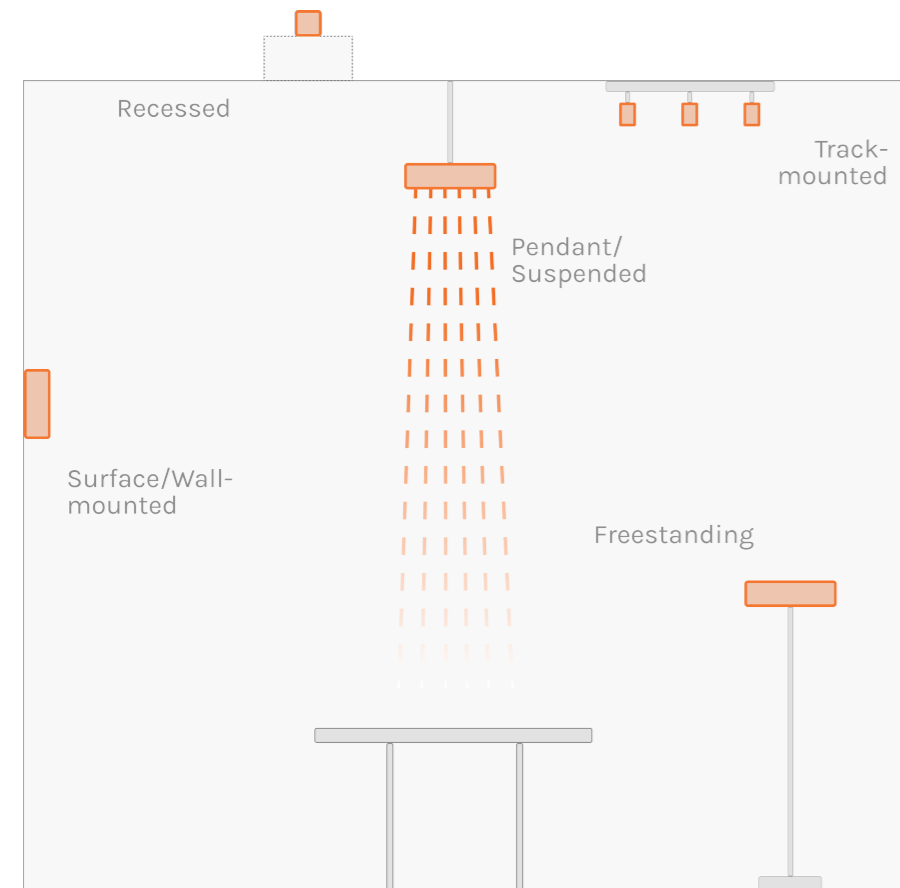 Recessed
Track-
mounted
Pendant/
Suspended
Surface/Wall-
mounted
Freestanding